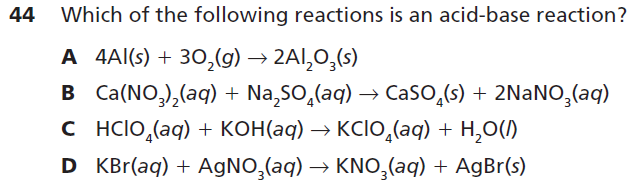 44 Which of the following reactions is an acid-base reaction?
A 4Al(s) + 3O₂(g) → 2Al₂O₃(s)
B Ca(NO₃)₂(aq) + Na₂SO₄(aq) → CaSO₄(s) + 2NaNO₃(aq)
C HClO₄(aq) + KOH(aq) → KClO₄(aq) + H₂O(l)
D KBr(aq) + AgNO₃(aq) → KNO₃(aq) + AgBr(s)